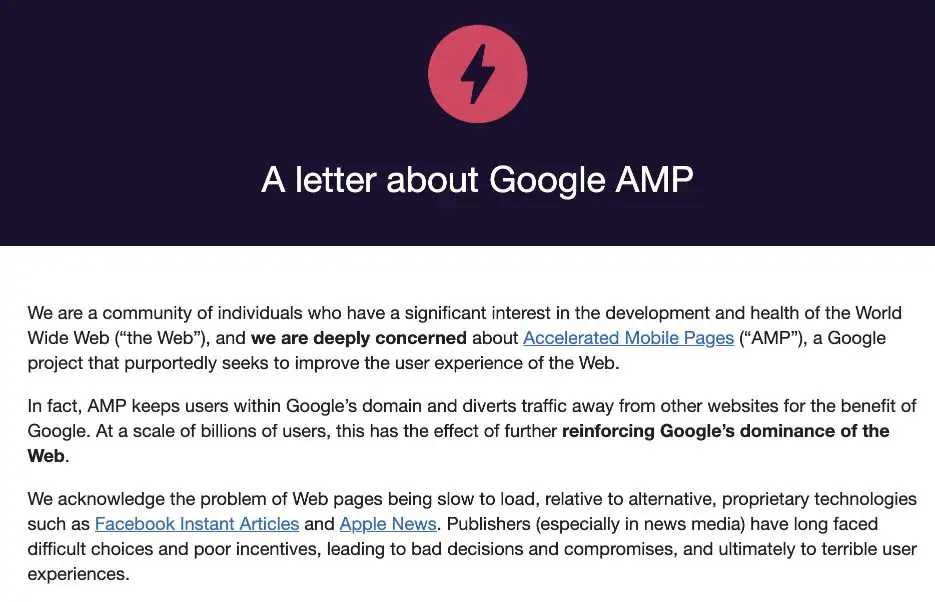 A letter about Google AMP
We are a community of individuals who have a significant interest in the development and health of the World
Wide Web (“the Web”), and we are deeply concerned about Accelerated Mobile Pages (“AMP”), a Google
project that purportedly seeks to improve the user experience of the Web.
In fact, AMP keeps users within Google’s domain and diverts traffic away from other websites for the benefit of
Google. At a scale of billions of users, this has the effect of further reinforcing Google’s dominance of the
Web.
We acknowledge the problem of Web pages being slow to load, relative to alternative, proprietary technologies
such as Facebook Instant Articles and Apple News. Publishers (especially in news media) have long faced
difficult choices and poor incentives, leading to bad decisions and compromises, and ultimately to terrible user
experiences.